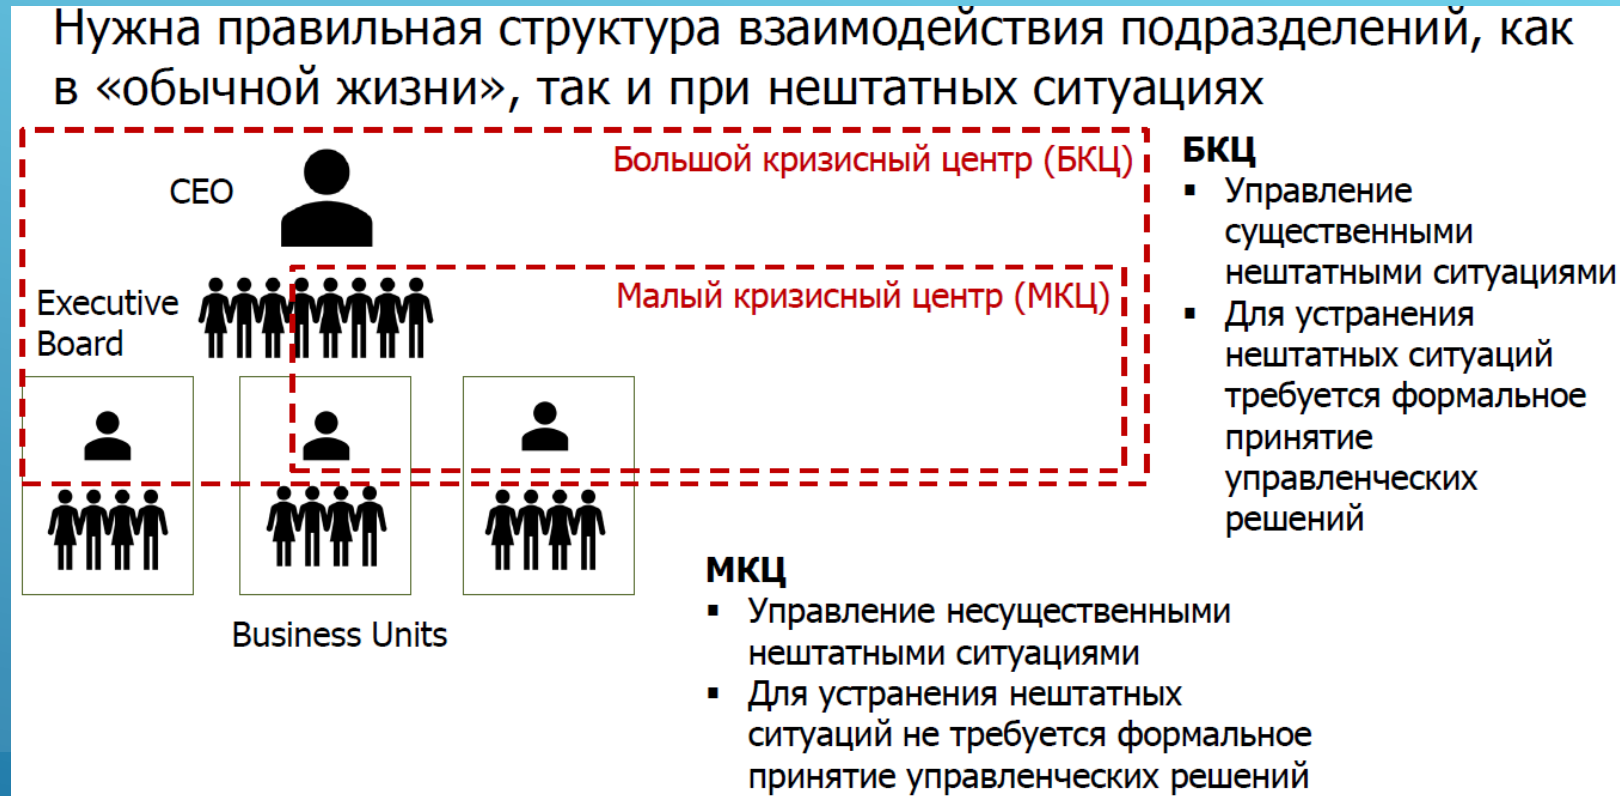 Нужна правильная структура взаимодействия подразделений, как
в «обычной жизни», так и при нештатных ситуациях
Большой кризисный центр (БКЦ)
CEO
Малый кризисный центр (МКЦ)
Executive
Board
Business Units
БКЦ
▪ Управление
существенными
нештатными ситуациями
▪ Для устранения
нештатных ситуаций
требуется формальное
принятие
управленческих
решений
МКЦ
▪ Управление несущественными
нештатными ситуациями
▪ Для устранения нештатных
ситуаций не требуется формальное
принятие управленческих решений